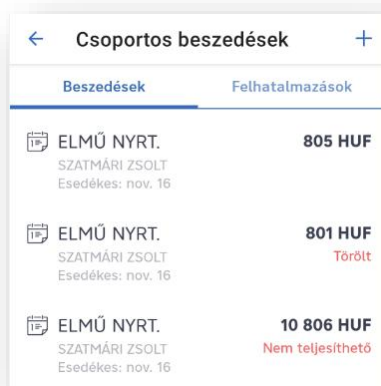 Csoportos beszedések
Beszedések Felhatalmazások
ELMŰ NYRT. 805 HUF
SZATMÁRI ZSOLT
Esedékes: nov. 16
ELMŰ NYRT. 801 HUF
SZATMÁRI ZSOLT Törölt
Esedékes: nov. 16
ELMŰ NYRT. 10 806 HUF
SZATMÁRI ZSOLT Nem teljesíthető
Esedékes: nov. 16